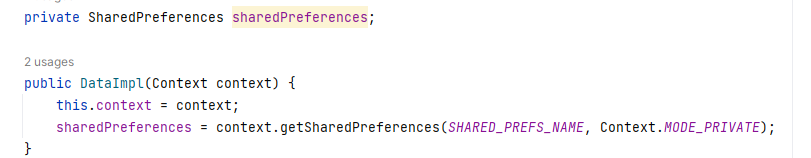 private SharedPreferences sharedPreferences;
2 usages
public DataImpl(Context context) {
this.context = context;
sharedPreferences = context.getSharedPreferences(SHARED_PREFS_NAME, Context.MODE_PRIVATE);
}